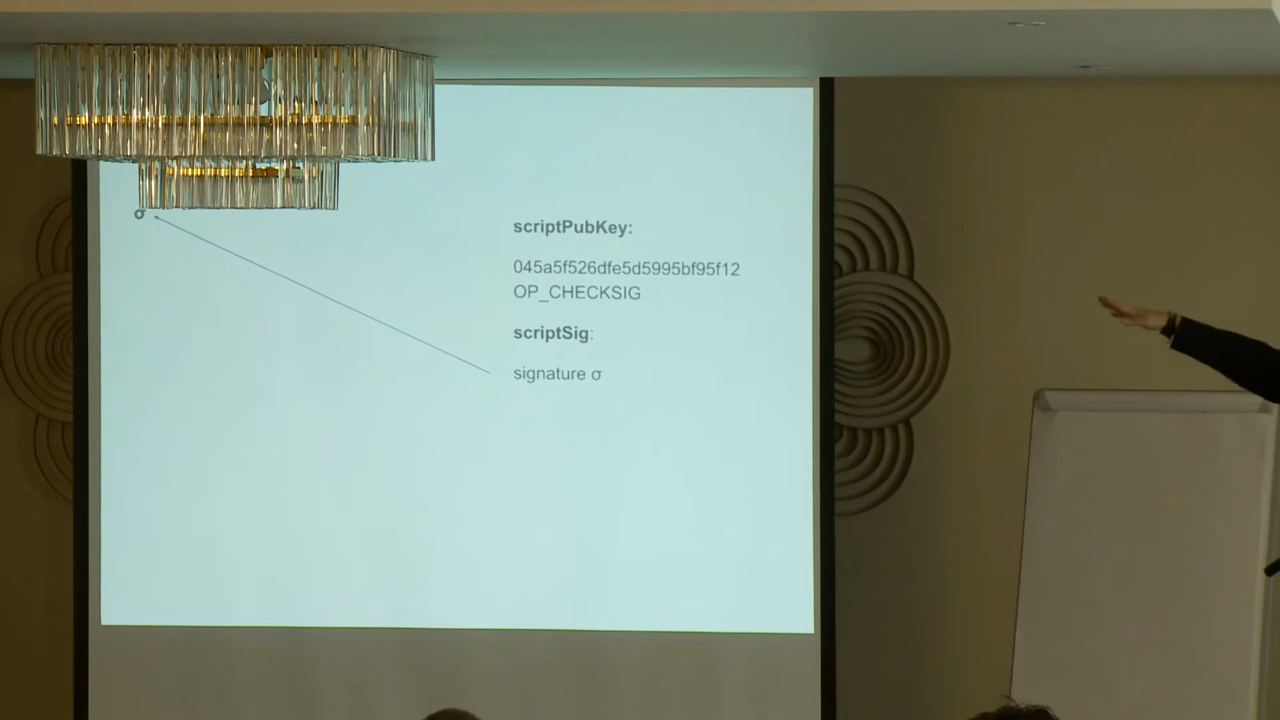 σ
scriptPubKey:
045a5f526dfe5d5995bf95f12
OP_CHECKSIG
scriptSig:
signature σ